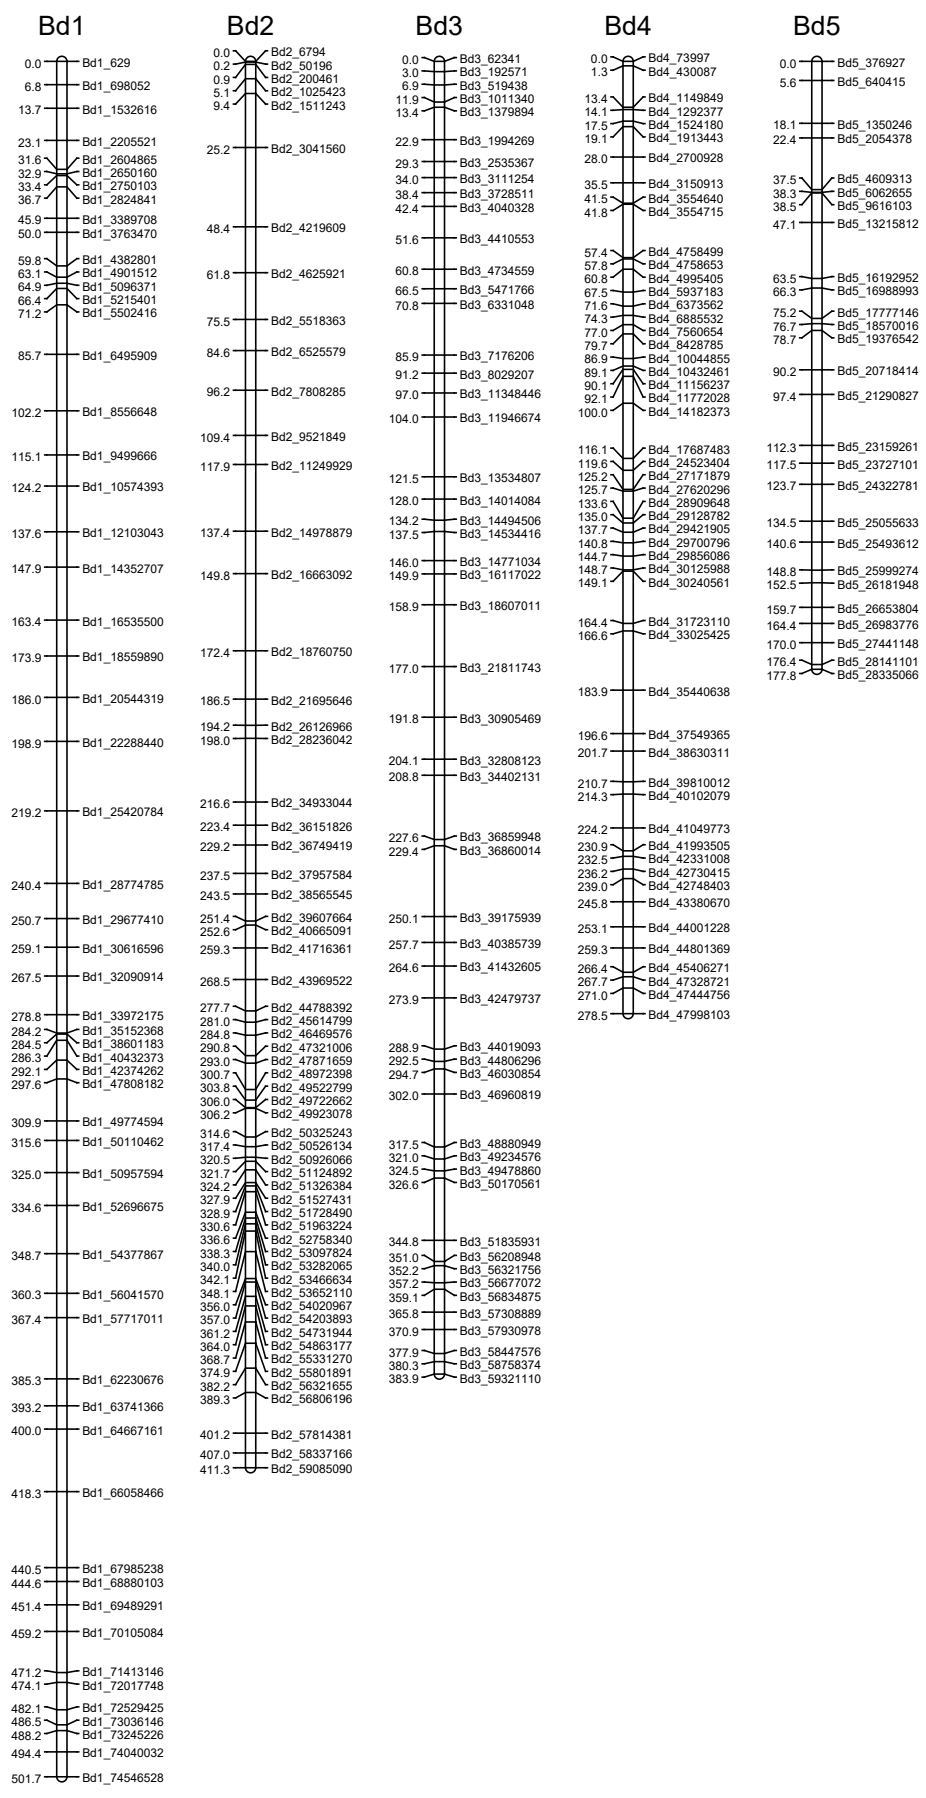 Bd1
0.0 Bd1_629
6.8 Bd1_698052
13.7 Bd1_1532616
23.1 Bd1_2205521
31.6 Bd1_2604865
32.9 Bd1_2650160
33.4 Bd1_2750103
36.7 Bd1_2824841
45.9 Bd1_3389708
50.0 Bd1_3763470
59.8 Bd1_4382801
63.1 Bd1_4901512
64.9 Bd1_5096371
66.4 Bd1_5215401
71.2 Bd1_5502416
85.7 Bd1_6495909
102.2 Bd1_8556648
115.1 Bd1_9499666
124.2 Bd1_10574393
137.6 Bd1_12103043
147.9 Bd1_14352707
163.4 Bd1_16535500
173.9 Bd1_18559890
186.0 Bd1_20544319
198.9 Bd1_22288440
219.2 Bd1_25420784
240.4 Bd1_28774785
250.7 Bd1_29677410
259.1 Bd1_30616596
267.5 Bd1_32090914
278.8 Bd1_33972175
284.2 Bd1_35152368
284.5 Bd1_38601183
286.3 Bd1_40432373
292.1 Bd1_42374262
297.6 Bd1_47808182
309.9 Bd1_49774594
315.6 Bd1_50110462
325.0 Bd1_50957594
334.6 Bd1_52696675
348.7 Bd1_54377867
360.3 Bd1_56041570
367.4 Bd1_57717011
385.3 Bd1_62230676
393.2 Bd1_63741366
400.0 Bd1_64667161
418.3 Bd1_66058466
440.5 Bd1_67985238
444.6 Bd1_68880103
451.4 Bd1_69489291
459.2 Bd1_70105084
471.2 Bd1_71413146
474.1 Bd1_72017748
482.1 Bd1_72529425
486.5 Bd1_73036146
488.2 Bd1_73245226
494.4 Bd1_74040032
501.7 Bd1_74546528
Bd2
0.0 Bd2_6794
0.2 Bd2_50196
0.9 Bd2_200461
5.1 Bd2_1025423
9.4 Bd2_1511243
25.2 Bd2_3041560
48.4 Bd2_4219609
61.8 Bd2_4625921
75.5 Bd2_5518363
84.6 Bd2_6525579
96.2 Bd2_7808285
109.4 Bd2_9521849
117.9 Bd2_11249929
137.4 Bd2_14978879
149.8 Bd2_16663092
172.4 Bd2_18760750
186.5 Bd2_21695646
194.2 Bd2_26126966
198.0 Bd2_28236042
216.6 Bd2_34933044
223.4 Bd2_36151826
229.2 Bd2_36749419
237.5 Bd2_37957584
243.5 Bd2_38565545
251.4 Bd2_39607664
252.6 Bd2_40665091
259.3 Bd2_41716361
268.5 Bd2_43969522
277.7 Bd2_44788392
281.0 Bd2_45614799
284.8 Bd2_46469576
290.8 Bd2_47321006
293.0 Bd2_47871659
300.7 Bd2_48972398
303.8 Bd2_49522799
306.0 Bd2_49722662
306.2 Bd2_49923078
314.6 Bd2_50325243
317.4 Bd2_50526134
320.5 Bd2_50926066
321.7 Bd2_51124892
324.2 Bd2_51326384
327.9 Bd2_51527431
328.9 Bd2_51728490
330.6 Bd2_51963224
336.6 Bd2_52758340
338.3 Bd2_53097824
340.0 Bd2_53282065
342.1 Bd2_53466634
348.1 Bd2_53652110
356.0 Bd2_54020967
357.0 Bd2_54203893
361.2 Bd2_54731944
364.0 Bd2_54863177
368.7 Bd2_55331270
374.9 Bd2_55801891
382.2 Bd2_56321655
389.3 Bd2_56806196
401.2 Bd2_57814381
407.0 Bd2_58337166
411.3 Bd2_59085090
Bd3
0.0 Bd3_62341
3.0 Bd3_192571
6.9 Bd3_519438
11.9 Bd3_1011340
13.4 Bd3_1379894
22.9 Bd3_1994269
29.3 Bd3_2535367
34.0 Bd3_3111254
38.4 Bd3_3728511
42.4 Bd3_4040328
51.6 Bd3_4410553
60.8 Bd3_4734559
66.5 Bd3_5471766
70.8 Bd3_6331048
85.9 Bd3_7176206
91.2 Bd3_8029207
97.0 Bd3_11348446
104.0 Bd3_11946674
121.5 Bd3_13534807
128.0 Bd3_14014084
134.2 Bd3_14494506
137.5 Bd3_14534416
146.0 Bd3_14771034
149.9 Bd3_16117022
158.9 Bd3_18607011
177.0 Bd3_21811743
191.8 Bd3_30905469
204.1 Bd3_32808123
208.8 Bd3_34402131
227.6 Bd3_36859948
229.4 Bd3_36860014
250.1 Bd3_39175939
257.7 Bd3_40385739
264.6 Bd3_41432605
273.9 Bd3_42479737
288.9 Bd3_44019093
292.5 Bd3_44806296
294.7 Bd3_46030854
302.0 Bd3_46960819
317.5 Bd3_48880949
321.0 Bd3_49234576
324.5 Bd3_49478860
326.6 Bd3_50170561
344.8 Bd3_51835931
351.0 Bd3_56208948
352.2 Bd3_56321756
357.2 Bd3_56677072
359.1 Bd3_56834875
365.8 Bd3_57308889
370.9 Bd3_57930978
377.9 Bd3_58447576
380.3 Bd3_58758374
383.9 Bd3_59321110
Bd4
0.0 Bd4_73997
1.3 Bd4_430087
13.4 Bd4_1149849
14.1 Bd4_1292377
17.5 Bd4_1524180
19.1 Bd4_1913443
28.0 Bd4_2700928
35.5 Bd4_3150913
41.5 Bd4_3554640
41.8 Bd4_3554715
57.4 Bd4_4758499
57.8 Bd4_4758653
60.8 Bd4_4995405
67.5 Bd4_5937183
71.6 Bd4_6373562
74.3 Bd4_6885532
77.0 Bd4_7560654
79.7 Bd4_8428785
86.9 Bd4_10044855
89.1 Bd4_10432461
90.1 Bd4_11156237
92.1 Bd4_11772028
100.0 Bd4_14182373
116.1 Bd4_17687483
119.6 Bd4_24523404
125.2 Bd4_27171879
125.7 Bd4_27620296
133.6 Bd4_28909648
135.0 Bd4_29128782
137.7 Bd4_29421905
140.8 Bd4_29700796
144.7 Bd4_29856086
148.7 Bd4_30125988
149.1 Bd4_30240561
164.4 Bd4_31723110
166.6 Bd4_33025425
183.9 Bd4_35440638
196.6 Bd4_37549365
201.7 Bd4_38630311
210.7 Bd4_39810012
214.3 Bd4_40102079
224.2 Bd4_41049773
230.9 Bd4_41993505
232.5 Bd4_42331008
236.2 Bd4_42730415
239.0 Bd4_42748403
245.8 Bd4_43380670
253.1 Bd4_44001228
259.3 Bd4_44801369
266.4 Bd4_45406271
267.7 Bd4_47328721
271.0 Bd4_47444756
278.5 Bd4_47998103
Bd5
0.0 Bd5_376927
5.6 Bd5_640415
18.1 Bd5_1350246
22.4 Bd5_2054378
37.5 Bd5_4609313
38.3 Bd5_6062655
38.5 Bd5_9616103
47.1 Bd5_13215812
63.5 Bd5_16192952
66.3 Bd5_16988993
75.2 Bd5_17777146
76.7 Bd5_18570016
78.7 Bd5_19376542
90.2 Bd5_20718414
97.4 Bd5_21290827
112.3 Bd5_23159261
117.5 Bd5_23727101
123.7 Bd5_24322781
134.5 Bd5_25055633
140.6 Bd5_25493612
148.8 Bd5_25999274
152.5 Bd5_26181948
159.7 Bd5_26653804
164.4 Bd5_26983776
170.0 Bd5_27441148
176.4 Bd5_28141101
177.8 Bd5_28335066